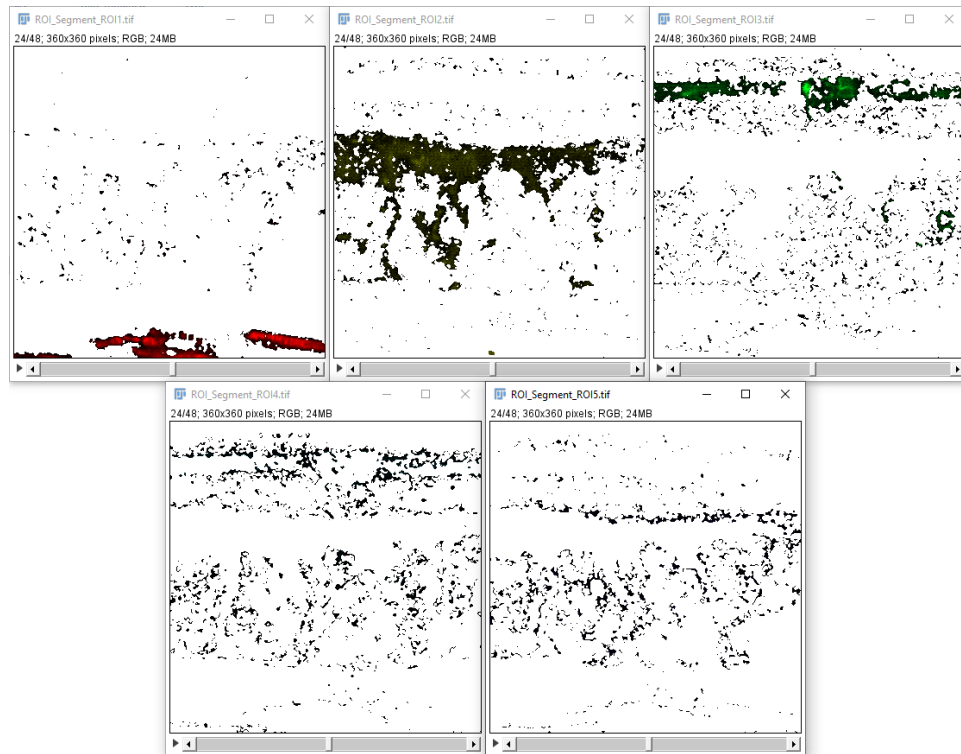 ROI_Segment_ROI1.tif
24/48; 360x360 pixels; RGB; 24MB
ROI_Segment_ROI2.tif
24/48; 360x360 pixels; RGB; 24MB
ROI_Segment_ROI3.tif
24/48; 360x360 pixels; RGB; 24MB
ROI_Segment_ROI4.tif
24/48; 360x360 pixels; RGB; 24MB
ROI_Segment_ROI5.tif
24/48; 360x360 pixels; RGB; 24MB